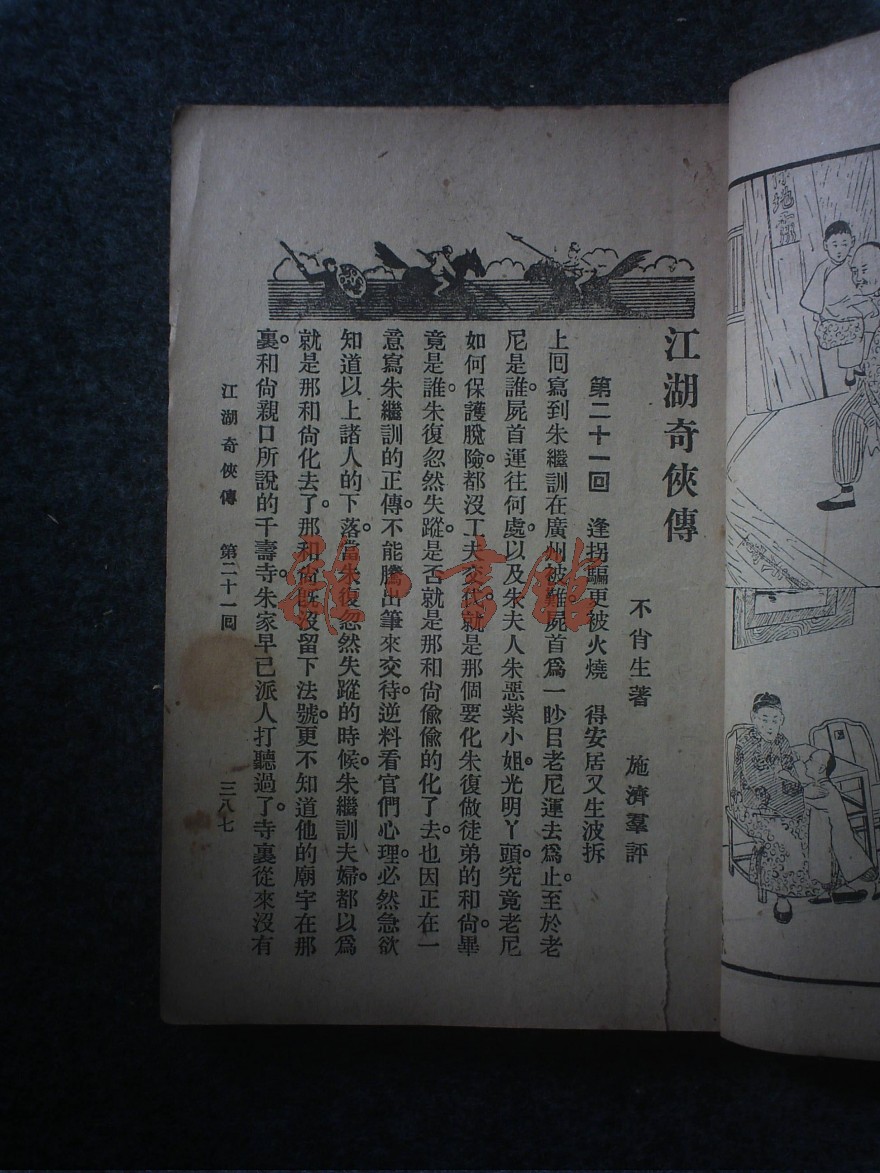 江湖奇俠傳
不肖生著　施濟羣評
第二十一回　逢拐騙更被火燒　得安居又生波折
上囘寫到朱繼訓在廣州被難。屍首爲一眇目老尼運去爲止。至於老
尼是誰。屍首運往何處。以及朱夫人朱惡紫小姐。光明丫頭。究竟老尼
如何保護脫險。都沒工夫交代。就是那個要化朱復做徒弟的和尙。畢
竟是誰。朱復忽然失蹤。是否就是那和尙偸偸的化了去。也因正在一
意寫朱繼訓的正傳。不能騰出筆來交待。逆料看官們心理。必然急欲
知道以上諸人的下落。當朱復忽然失蹤的時候。朱繼訓夫婦。都以爲
就是那和尙化去了。那和尙旣沒留下法號。更不知道他的廟宇在那
裏。和尙親口所說的千壽寺。朱家早已派人打聽過了。寺裏從來沒有
江湖奇俠傳　第二十一囘　三八七
雜·書館